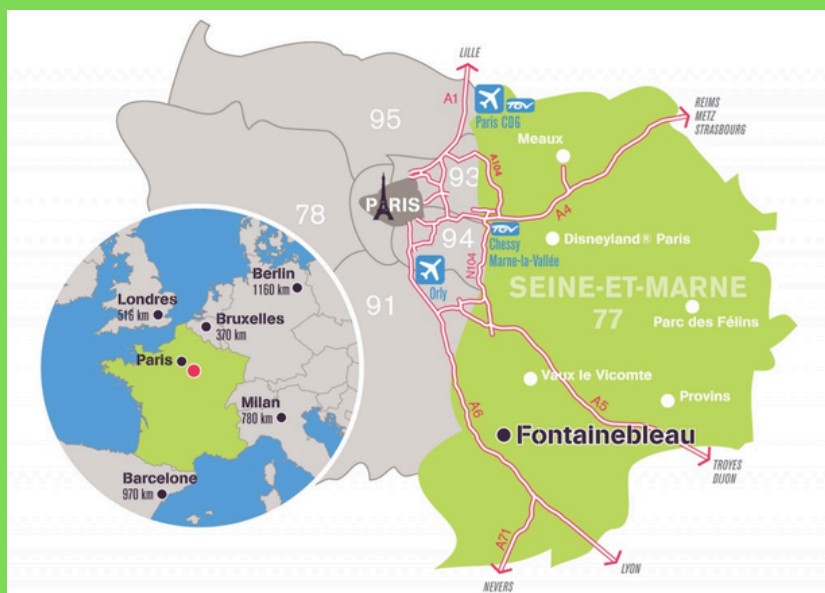 LILLE
A1
TGV
Paris CDG
REIMS
METZ
STRASBOURG
95
Meaux
A104
93
PARIS
A4
78
94
TGV
Chessy
Marne-la-Vallée
Disneyland® Paris
N104
Orly
SEINE-ET-MARNE
77
91
Parc des Félins
Vaux le Vicomte
Provins
A6
A5
Fontainebleau
TROYES
DIJON
A71
LYON
NEVERS
Berlin
1160 km
Londres
516 km
Bruxelles
370 km
Paris
Milan
780 km
Barcelone
970 km